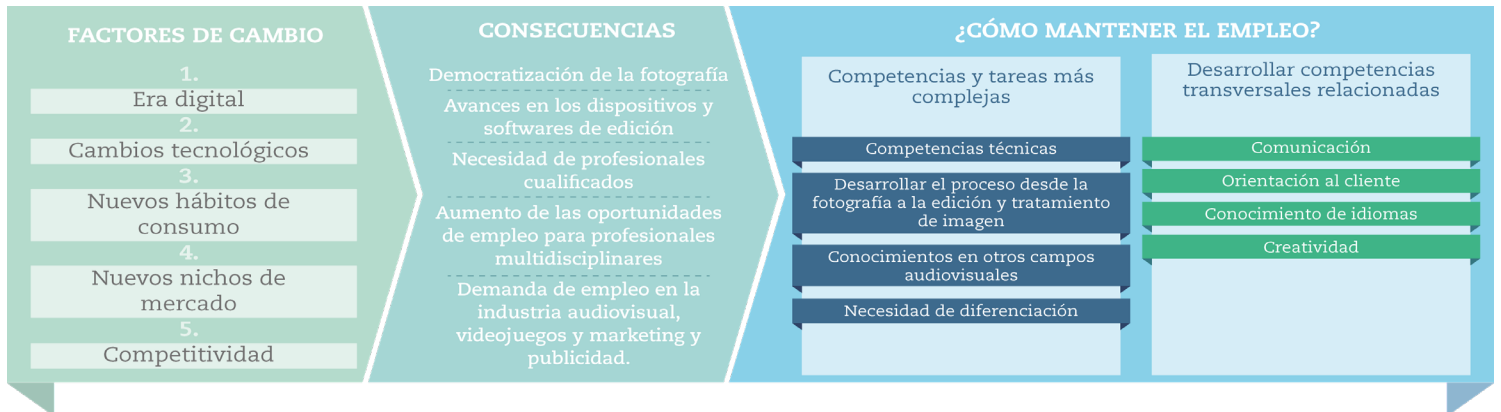 FACTORES DE CAMBIO
1.
Era digital
2.
Cambios tecnológicos
3.
Nuevos hábitos de
consumo
4.
Nuevos nichos de
mercado
5.
Competitividad
CONSECUENCIAS
Democratización de la fotografía
Avances en los dispositivos y
softwares de edición
Necesidad de profesionales
cualificados
Aumento de las oportunidades
de empleo para profesionales
multidisciplinares
Demanda de empleo en la
industria audiovisual,
videojuegos y marketing y
publicidad.
¿CÓMO MANTENER EL EMPLEO?
Competencias y tareas más
complejas
Competencias técnicas
Desarrollar el proceso desde la
fotografía a la edición y tratamiento
de imagen
Conocimientos en otros campos
audiovisuales
Necesidad de diferenciación
Desarrollar competencias
transversales relacionadas
Comunicación
Orientación al cliente
Conocimiento de idiomas
Creatividad